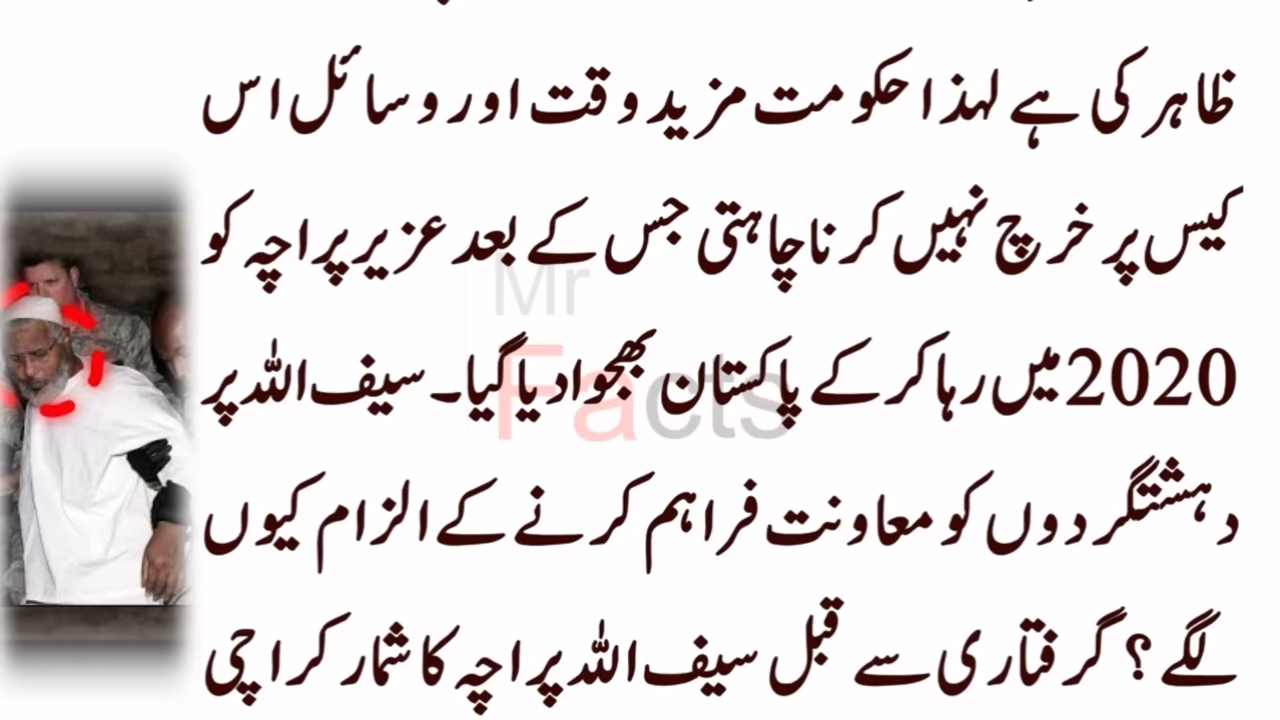 ظاہر کی ہے لہذا حکومت مزید وقت اور وسائل اس
کیس پر خرچ نہیں کرنا چاہتی جس کے بعد عزیر پراچہ کو
2020 میں رہا کر کے پاکستان بھجوا دیا گیا۔ سیف اللہ پر
دہشتگردوں کو معاونت فراہم کرنے کے الزام کیوں
لگے؟ گرفتاری سے قبل سیف اللہ پراچہ کا شمار کراچی
Mr
Facts